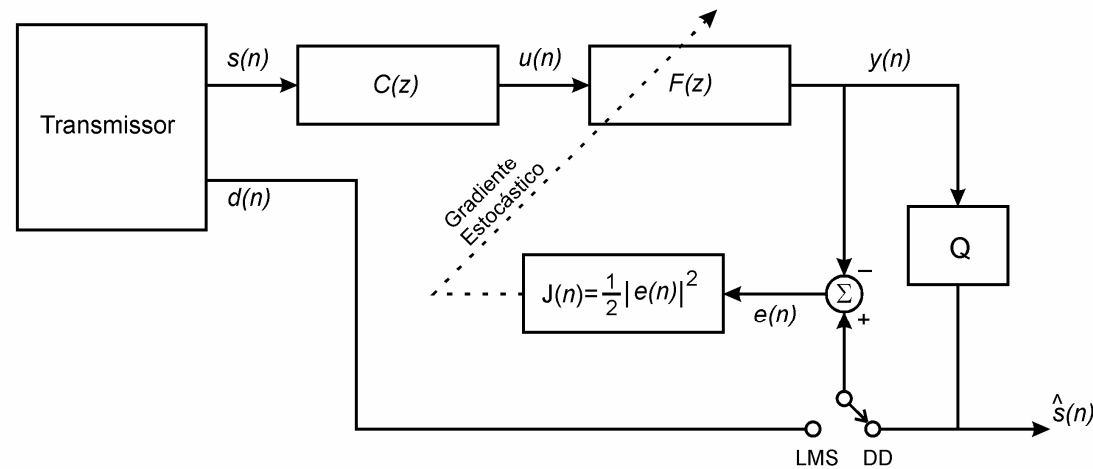 s(n)
u(n)
y(n)
Transmissor
C(z)
F(z)
d(n)
Gradiente
Estocástico
Q
J(n)=1/2|e(n)|²
−
Σ
+
e(n)
ŝ(n)
LMS
DD